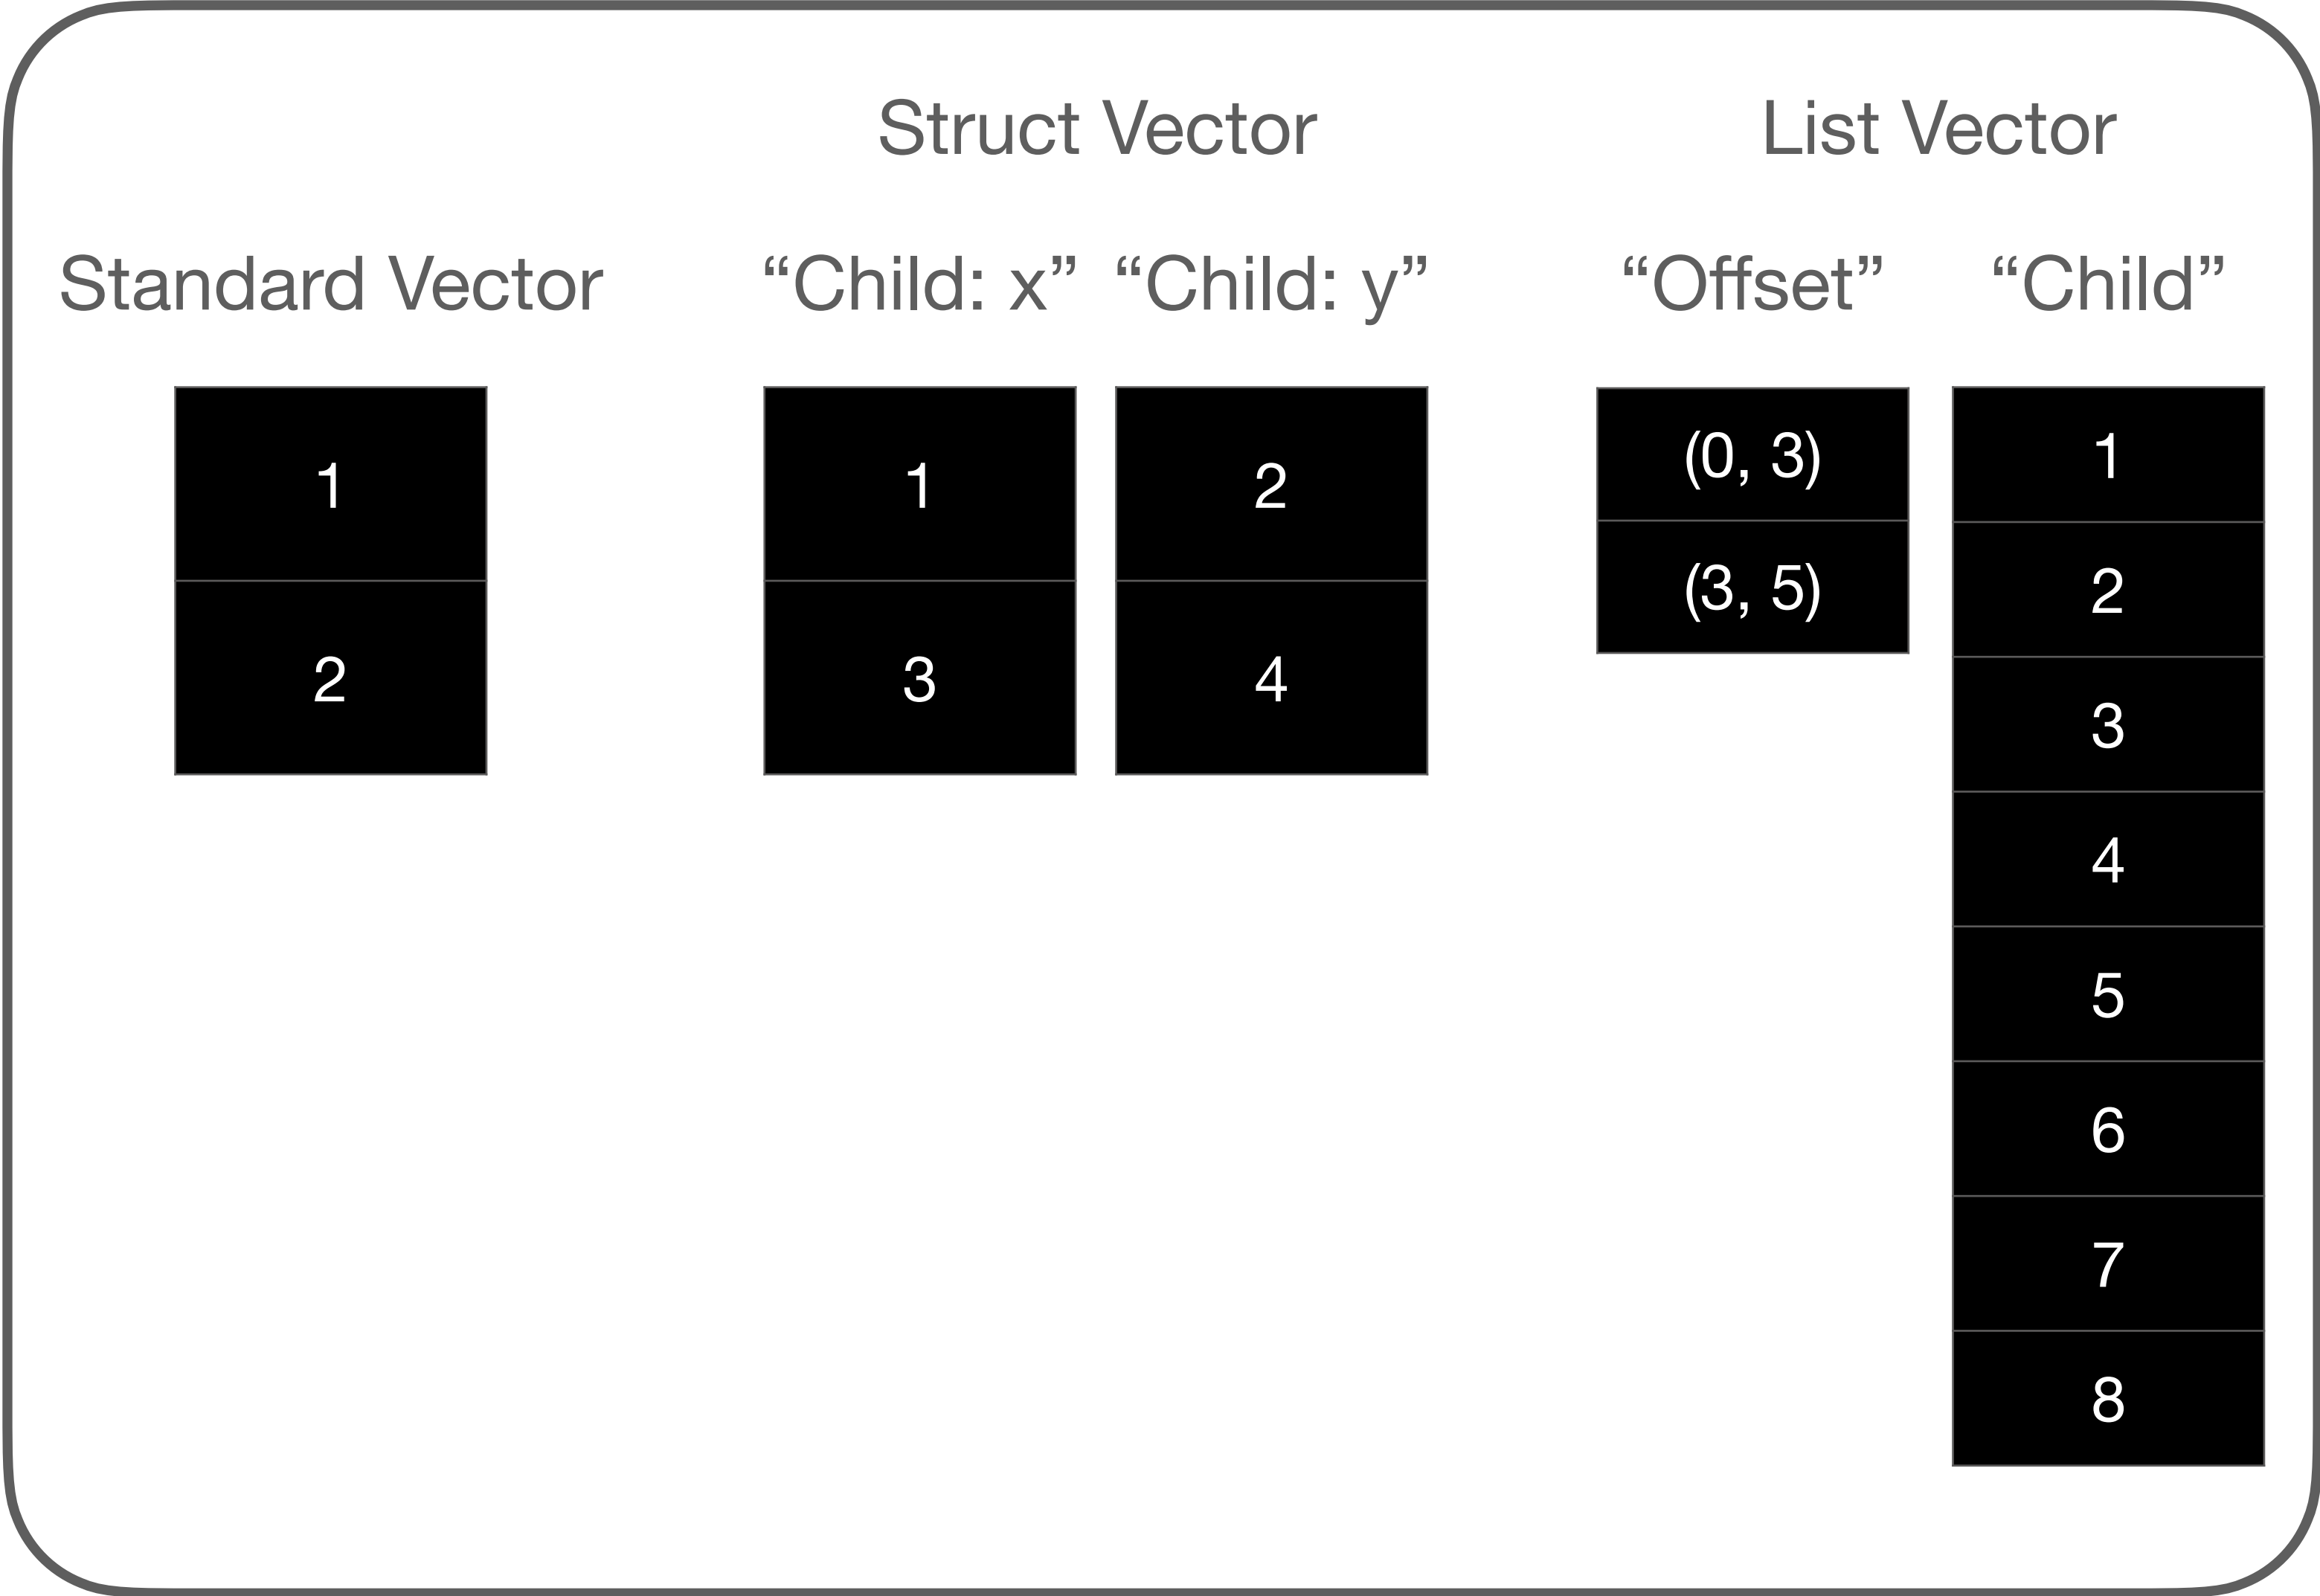 Struct Vector
List Vector
Standard Vector
“Child: x”
“Child: y”
“Offset”
“Child”
1
2
1
3
2
4
(0, 3)
(3, 5)
1
2
3
4
5
6
7
8